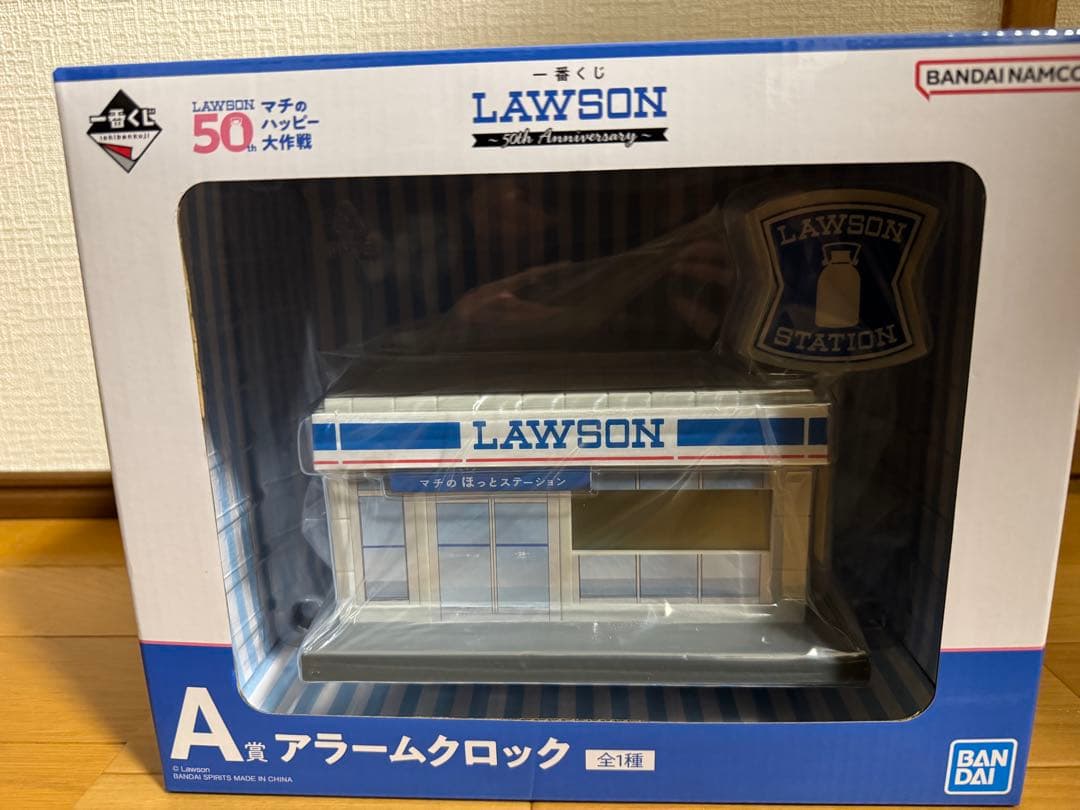 一番くじ
ichibankuji
LAWSON
50th
マチの
ハッピー
大作戦
一番くじ
LAWSON
~50th Anniversary~
BANDAI NAMCO
LAWSON
STATION
LAWSON
マチのほっとステーション
A賞 アラームクロック 全1種
© Lawson
BANDAI SPIRITS MADE IN CHINA
BAN
DAI